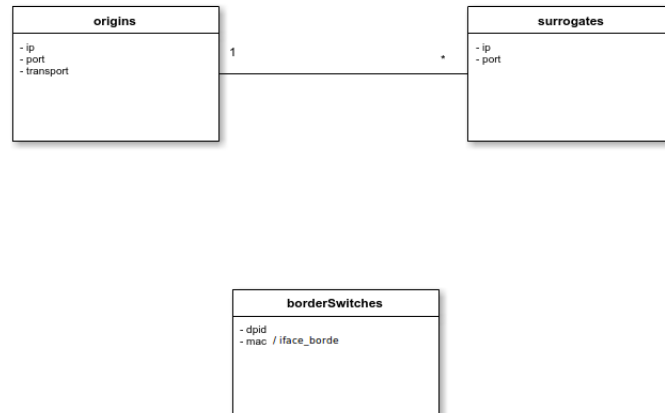 origins
- ip
- port
- transport
1
*
surrogates
- ip
- port
borderSwitches
- dpid
- mac / iface_borde